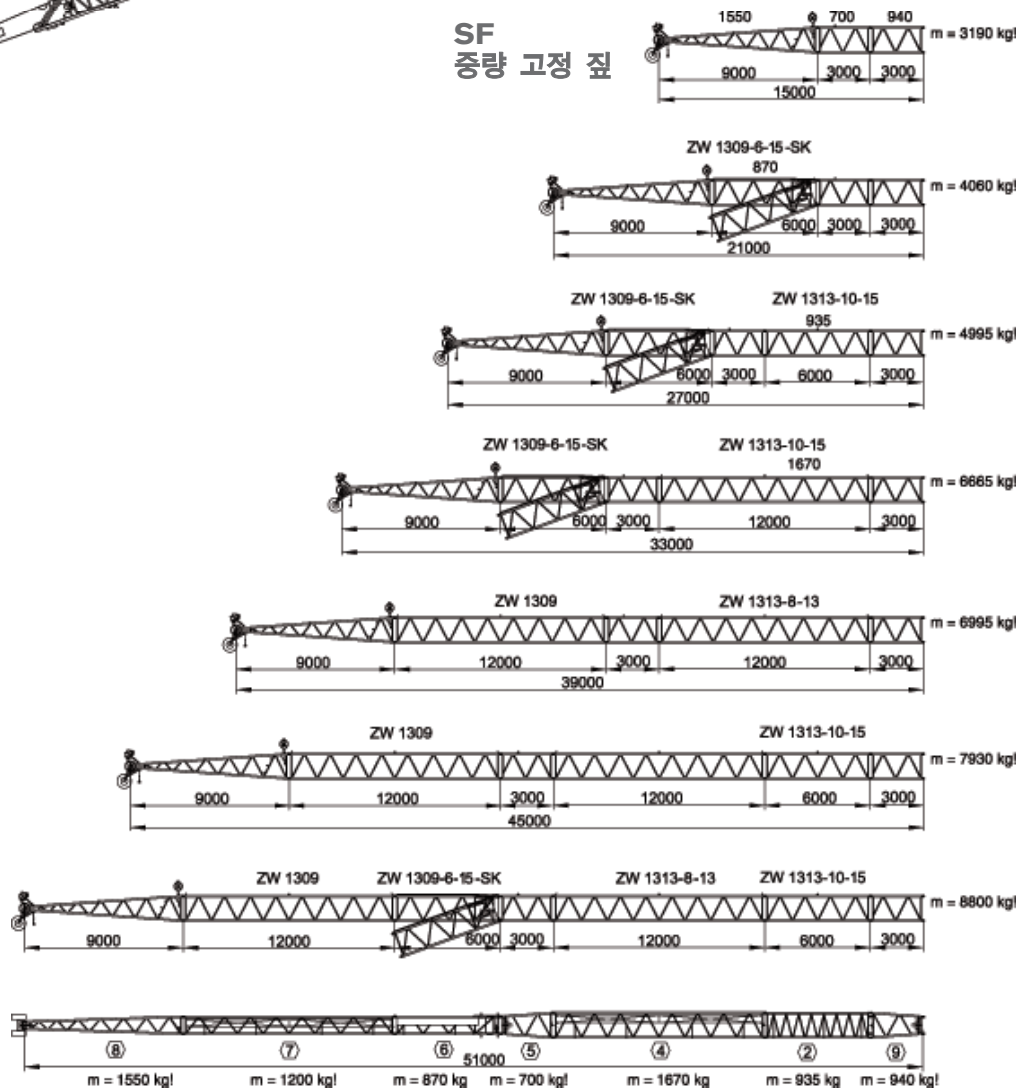 SF
중량 고정 짚
1550 700 940
m = 3190 kg!
9000 3000 3000
15000
ZW 1309-6-15-SK
870
m = 4060 kg!
9000 6000 3000 3000
21000
ZW 1309-6-15-SK ZW 1313-10-15
935
m = 4995 kg!
9000 6000 3000 6000 3000
27000
ZW 1309-6-15-SK ZW 1313-10-15
1670
m = 6665 kg!
9000 6000 3000 12000 3000
33000
ZW 1309 ZW 1313-8-13
m = 6995 kg!
9000 12000 3000 12000 3000
39000
ZW 1309 ZW 1313-10-15
m = 7930 kg!
9000 12000 3000 12000 6000 3000
45000
ZW 1309 ZW 1309-6-15-SK ZW 1313-8-13 ZW 1313-10-15
m = 8800 kg!
9000 12000 6000 3000 12000 6000 3000
8 7 6 5 4 2 9
51000
m = 1550 kg! m = 1200 kg! m = 870 kg m = 700 kg! m = 1670 kg m = 935 kg m = 940 kg!